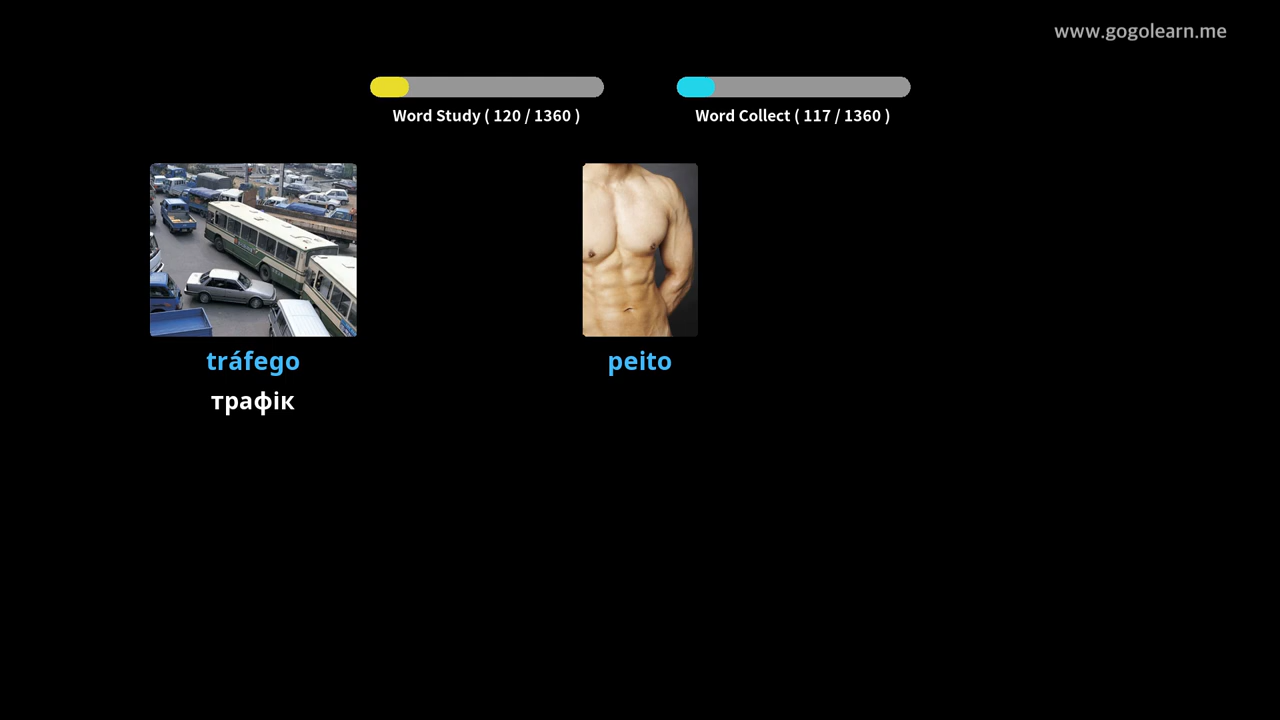 www.gogolearn.me
Word Study ( 120 / 1360 )
Word Collect ( 117 / 1360 )
tráfego
peito
трафік